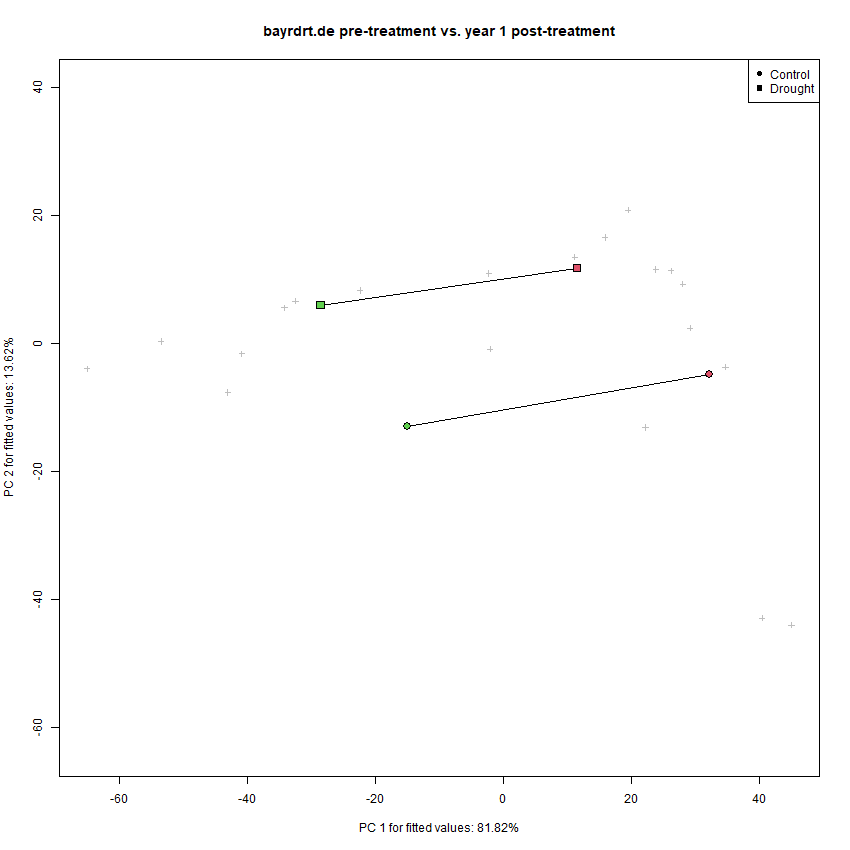 bayrdrt.de pre-treatment vs. year 1 post-treatment
Control
Drought
40
20
0
-20
-40
-60
PC 2 for fitted values: 13.62%
-60
-40
-20
0
20
40
PC 1 for fitted values: 81.82%